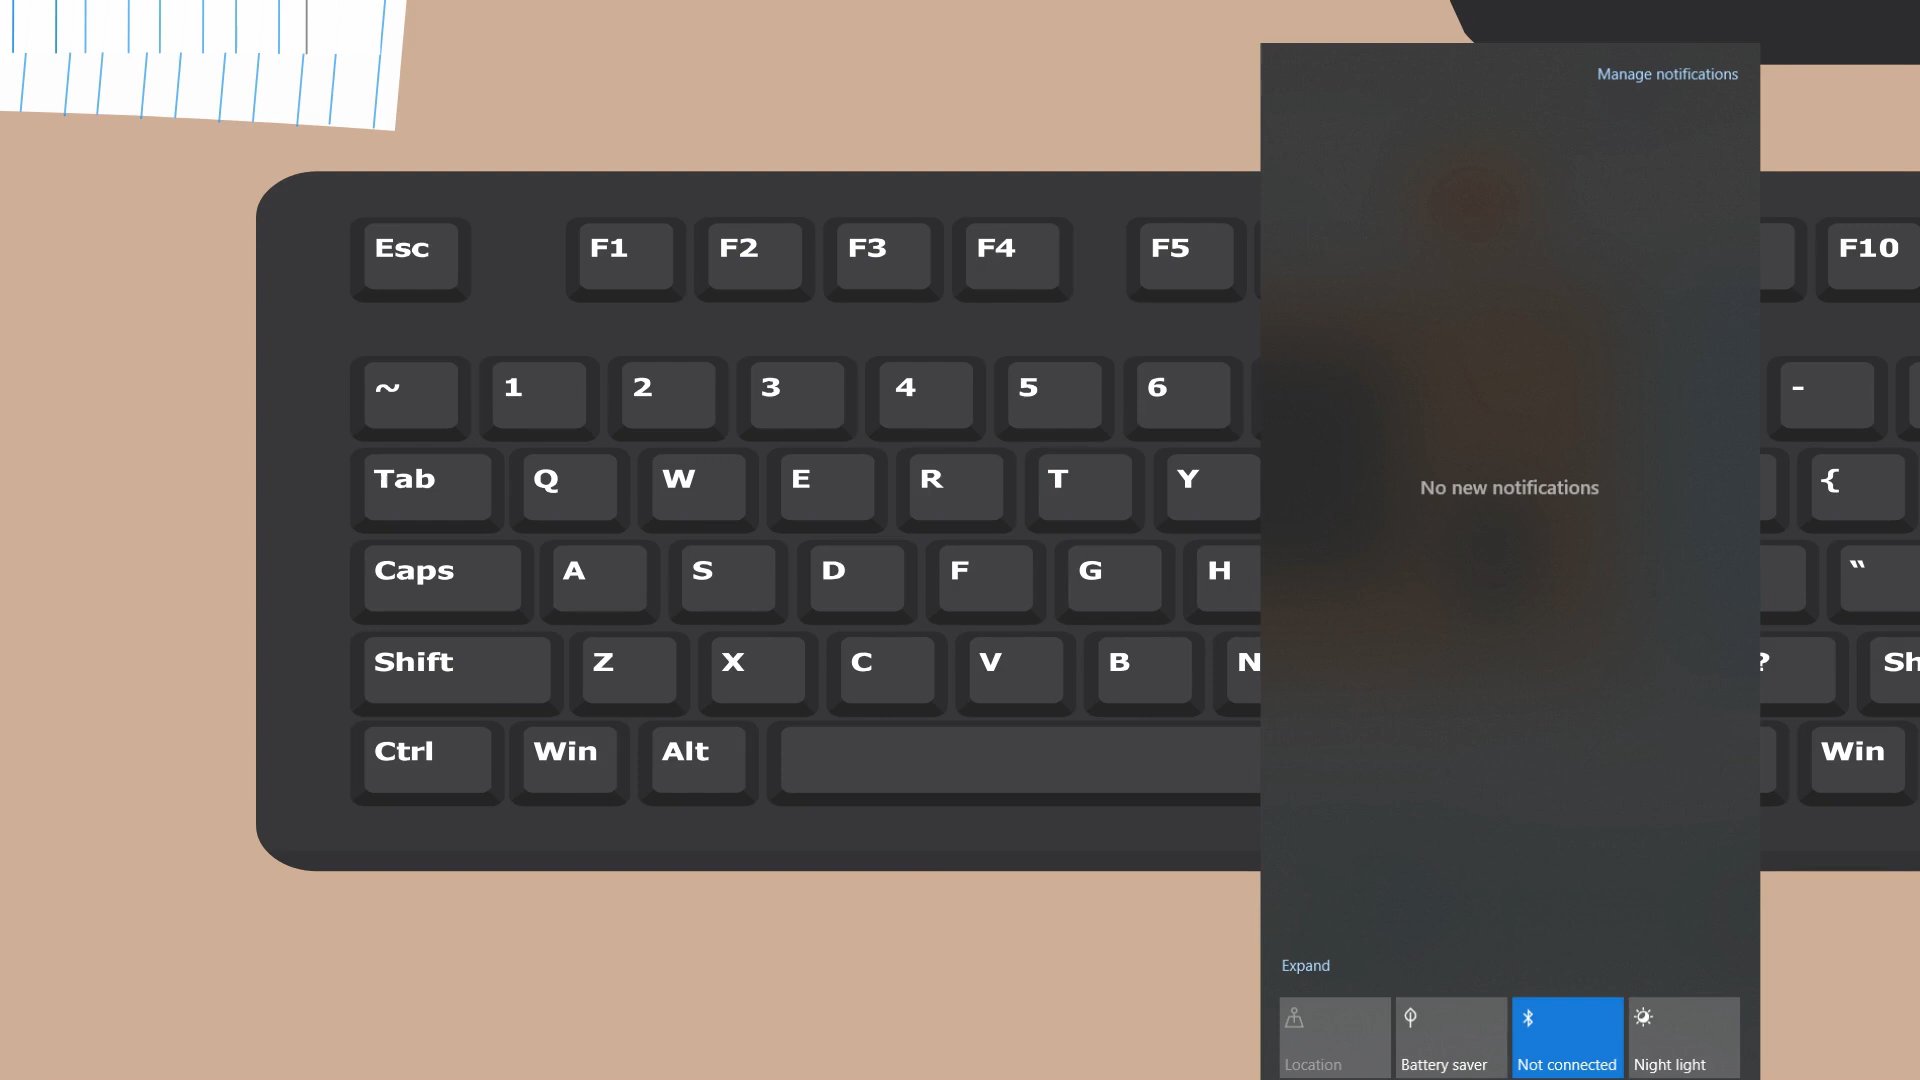 Manage notifications
Esc F1 F2 F3 F4 F5 F10
~ 1 2 3 4 5 6 -
Tab Q W E R T Y {
No new notifications
Caps A S D F G H “
Shift Z X C V B N ? Sh
Ctrl Win Alt Win
Expand
Location Battery saver Not connected Night light